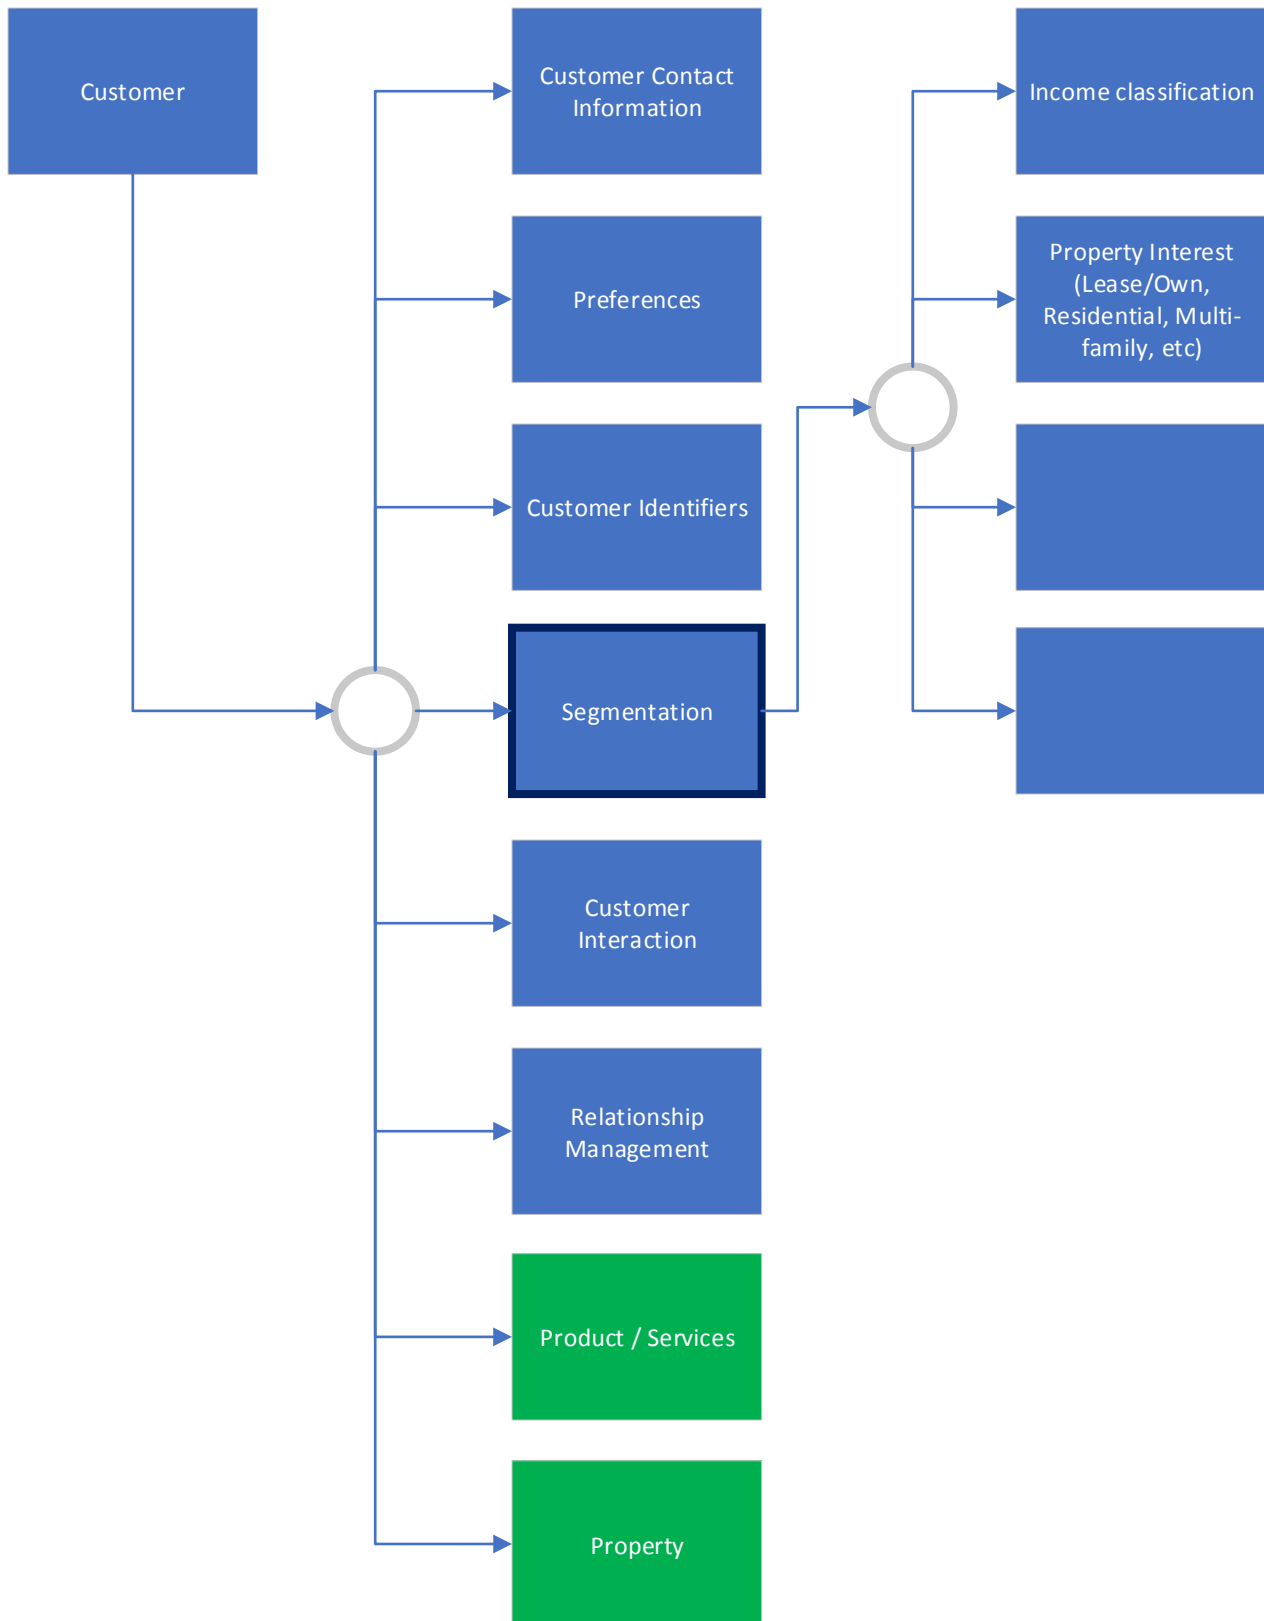 Customer
Customer Contact
Information
Income classification
Preferences
Property Interest
(Lease/Own,
Residential, Multi-
family, etc)
Customer Identifiers
Segmentation
Customer
Interaction
Relationship
Management
Product / Services
Property